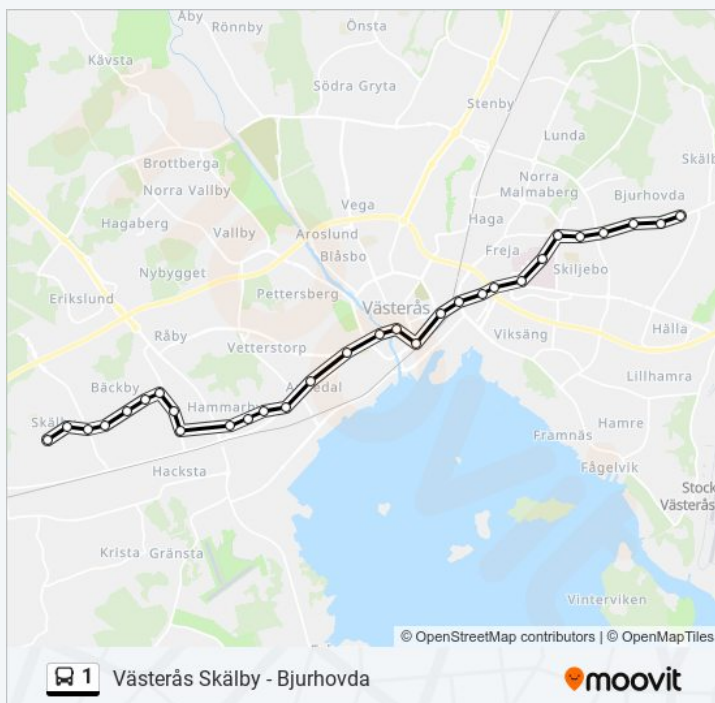 Åby
Rönnby
Önsta
Kåvsta
Södra Gryta
Stenby
Lunda
Skälb
Brottberga
Norra
Malmaberg
Norra Vallby
Bjurhovda
Vega
Haga
Hagaberg
Vallby
Aroslund
Blåsbo
Freja
Nybygget
Skiljebo
Pettersberg
Erikslund
Västerås
Råby
Viksäng
Hälla
Vetterstorp
Bäckby
Lillhamra
Skälb
Hammarby
Hamre
Framnäs
Fågelvik
Hacksta
Stock
Västerås
Krista
Gränsta
Vinterviken
© OpenStreetMap contributors | © OpenMapTiles
1 Västerås Skälby - Bjurhovda
moovit